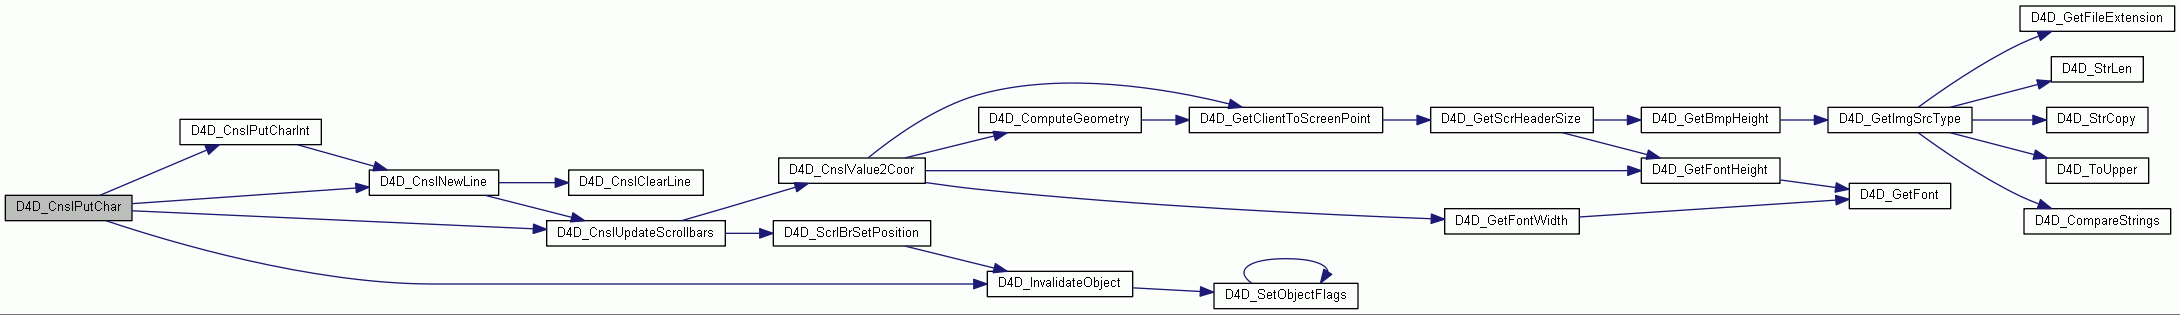 D4D_CnslPutChar
D4D_CnslPutCharInt
D4D_CnslNewLine
D4D_CnslClearLine
D4D_CnslUpdateScrollbars
D4D_CnslValue2Coor
D4D_ScrlBrSetPosition
D4D_ComputeGeometry
D4D_InvalidateObject
D4D_GetClientToScreenPoint
D4D_SetObjectFlags
D4D_GetScrHeaderSize
D4D_GetFontWidth
D4D_GetBmpHeight
D4D_GetFontHeight
D4D_GetImgSrcType
D4D_GetFont
D4D_GetFileExtension
D4D_StrLen
D4D_StrCopy
D4D_ToUpper
D4D_CompareStrings